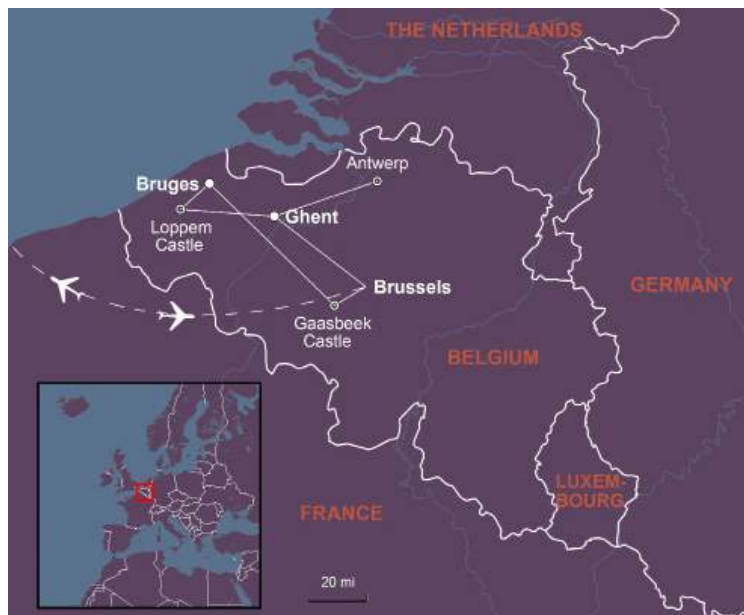 THE NETHERLANDS
Antwerp
Bruges
Ghent
Loppem
Castle
Brussels
GERMANY
Gaasbeek
Castle
BELGIUM
LUXEM-
BOURG
FRANCE
20 mi